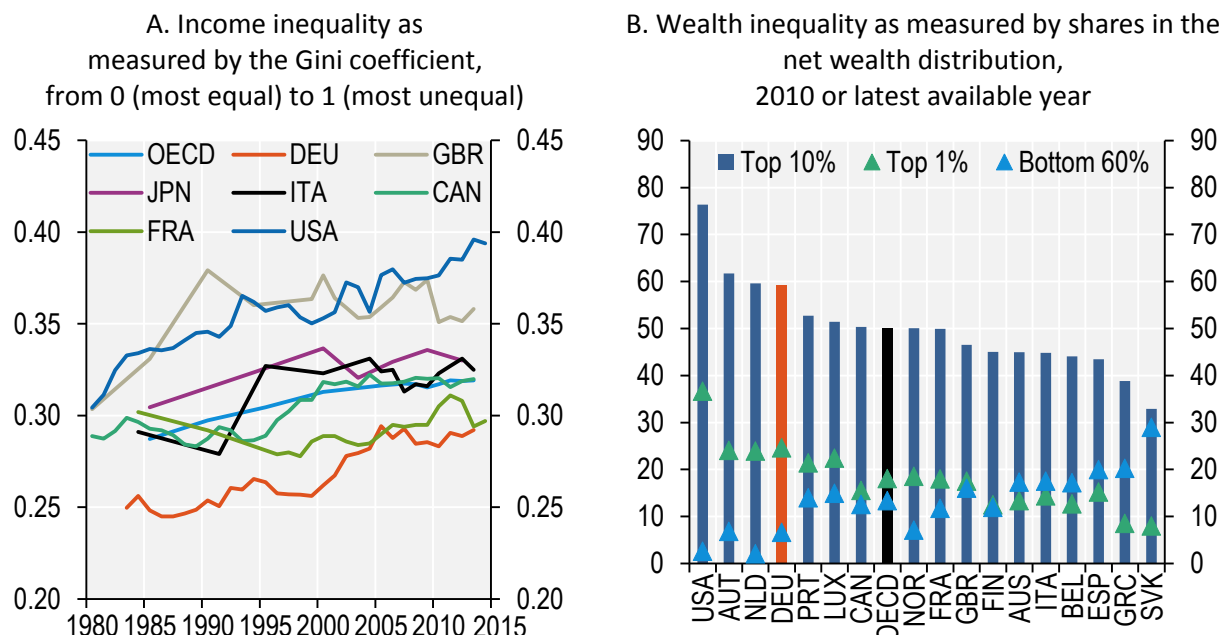 A. Income inequality as
measured by the Gini coefficient,
from 0 (most equal) to 1 (most unequal)
0.45 0.45
OECD DEU GBR
JPN ITA CAN
FRA USA
0.40 0.40
0.35 0.35
0.30 0.30
0.25 0.25
0.20 0.20
1980 1985 1990 1995 2000 2005 2010 2015
B. Wealth inequality as measured by shares in the
net wealth distribution,
2010 or latest available year
90 90
Top 10% Top 1% Bottom 60%
80 80
70 70
60 60
50 50
40 40
30 30
20 20
10 10
0 0
USA AUT NLD DEU PRT LUX CAN OECD NOR FRA GBR FIN AUS ITA BEL ESP GRC SVK